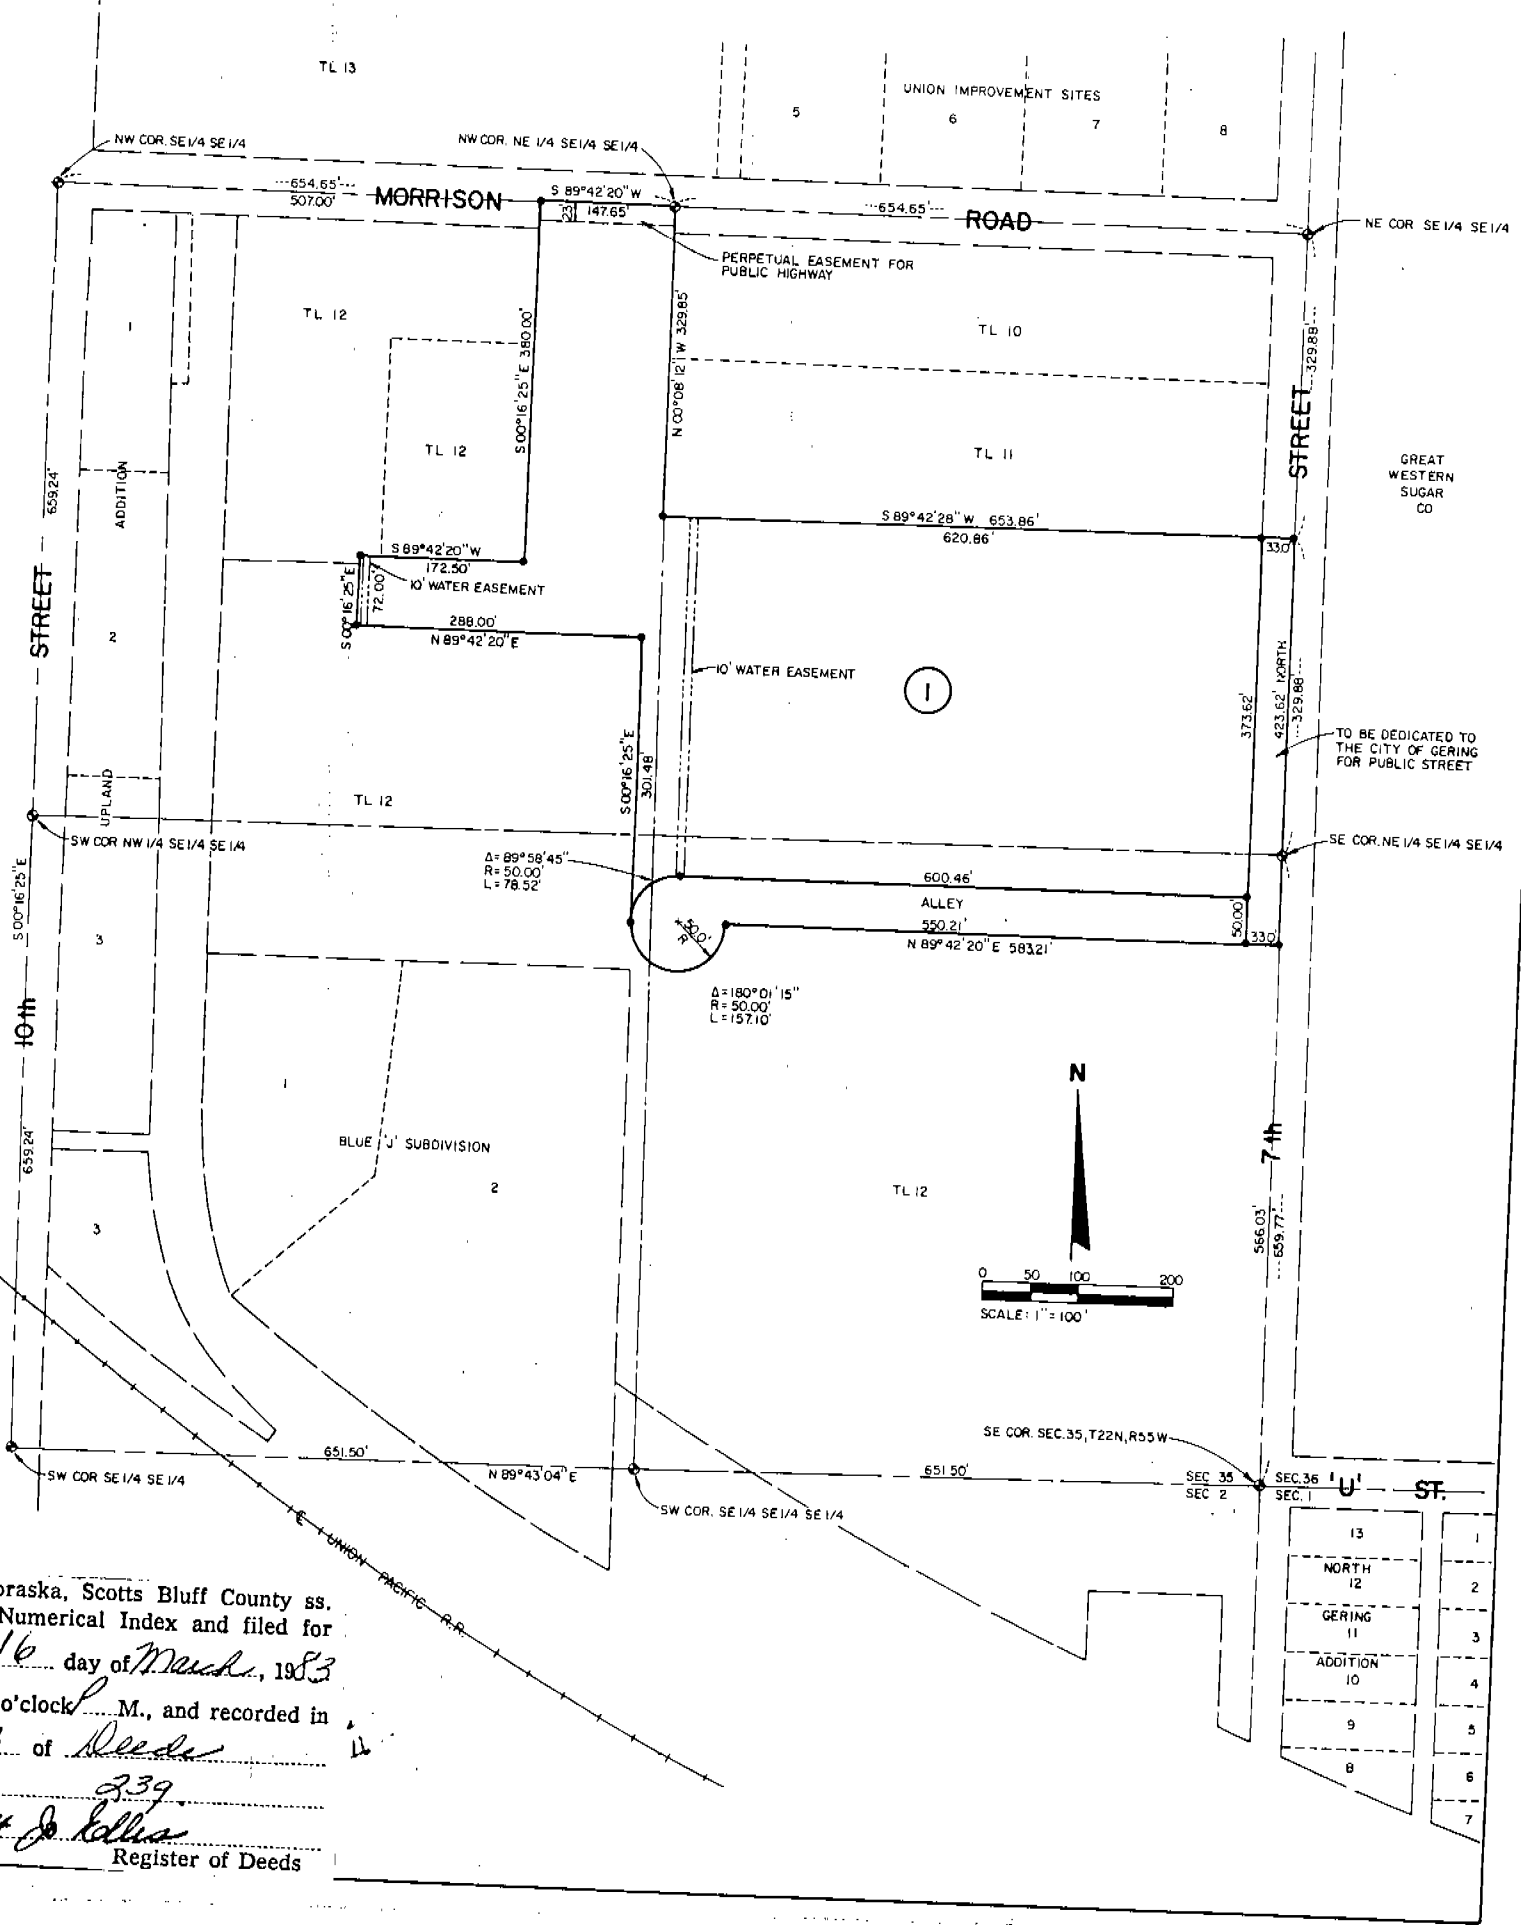 TL 13
UNION IMPROVEMENT SITES
5
6
7
8
NW COR. SE 1/4 SE 1/4
NW COR. NE 1/4 SE 1/4 SE 1/4
654.65'
507.00'
MORRISON
S 89°42'20" W
23'
147.65'
654.65'
ROAD
NE COR SE 1/4 SE 1/4
PERPETUAL EASEMENT FOR
PUBLIC HIGHWAY
1
TL 12
S 00°16'25" E 380.00'
N 00°08'12" W 329.85'
TL 10
329.88'
STREET
TL 12
TL 11
GREAT
WESTERN
SUGAR
CO
659.24'
ADDITION
S 89°42'28" W 653.86'
620.86'
33.0'
S 89°42'20" W
172.50'
10' WATER EASEMENT
S 00°16'25" E
72.00'
288.00'
N 89°42'20" E
STREET
2
10' WATER EASEMENT
1
373.62'
423.62' NORTH
329.88'
TO BE DEDICATED TO
THE CITY OF GERING
FOR PUBLIC STREET
S 00°16'25" E
301.48'
UPLAND
TL 12
SW COR NW 1/4 SE 1/4 SE 1/4
SE COR. NE 1/4 SE 1/4 SE 1/4
Δ= 89°58'45"
R= 50.00'
L= 78.52'
600.46'
ALLEY
550.21'
N 89°42'20" E 583.21'
50.00'
33.0'
50.0'
R
S 00°16'25" E
3
Δ=180°01'15"
R= 50.00'
L=157.10'
10th
N
1
BLUE 'J' SUBDIVISION
2
659.24'
7th
TL 12
3
566.03'
659.77'
0 50 100 200
SCALE: 1" = 100'
SE COR. SEC. 35, T22N, R55W
651.50'
N 89°43'04" E
651.50'
SW COR SE 1/4 SE 1/4
SW COR. SE 1/4 SE 1/4 SE 1/4
SEC 35
SEC 2
SEC. 36
SEC. 1
'U' ST.
℄ UNION PACIFIC R.R.
13
NORTH
12
GERING
11
ADDITION
10
9
8
1
2
3
4
5
6
7
braska, Scotts Bluff County ss.
Numerical Index and filed for
16 day of March, 1983
o'clock P M., and recorded in
of Deeds
239
Jo Ellis
Register of Deeds